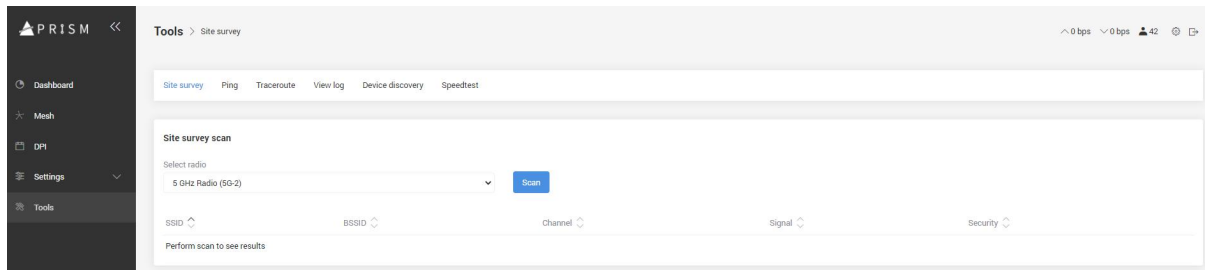 PRISM
Tools > Site survey
0 bps 0 bps 42
Dashboard
Mesh
DPI
Settings
Tools
Site survey Ping Traceroute View log Device discovery Speedtest
Site survey scan
Select radio
5 GHz Radio (5G-2) Scan
SSID BSSID Channel Signal Security
Perform scan to see results